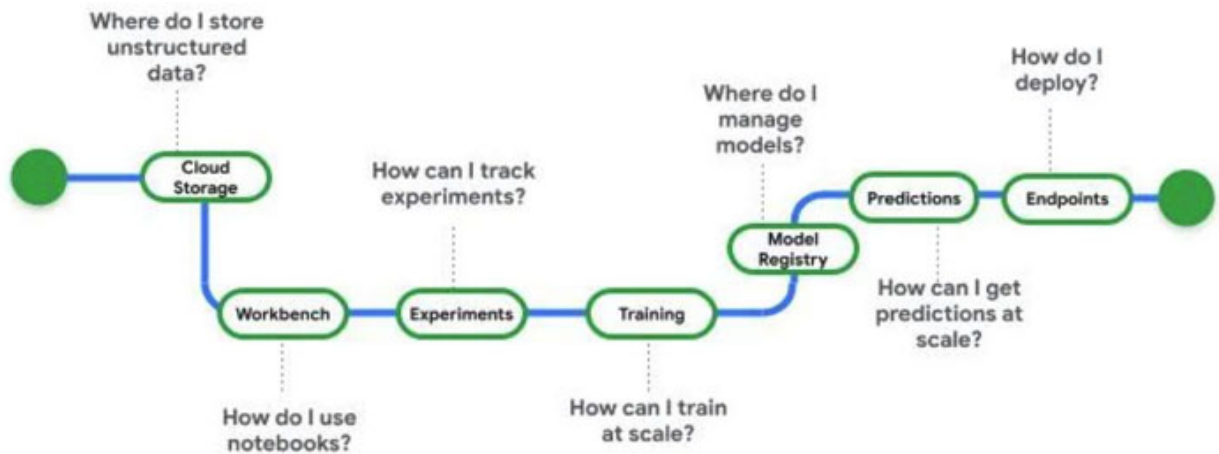 Where do I store
unstructured
data?
Cloud
Storage
How do I use
notebooks?
Workbench
How can I track
experiments?
Experiments
Training
How can I train
at scale?
Where do I
manage
models?
Model
Registry
Predictions
How can I get
predictions at
scale?
How do I
deploy?
Endpoints